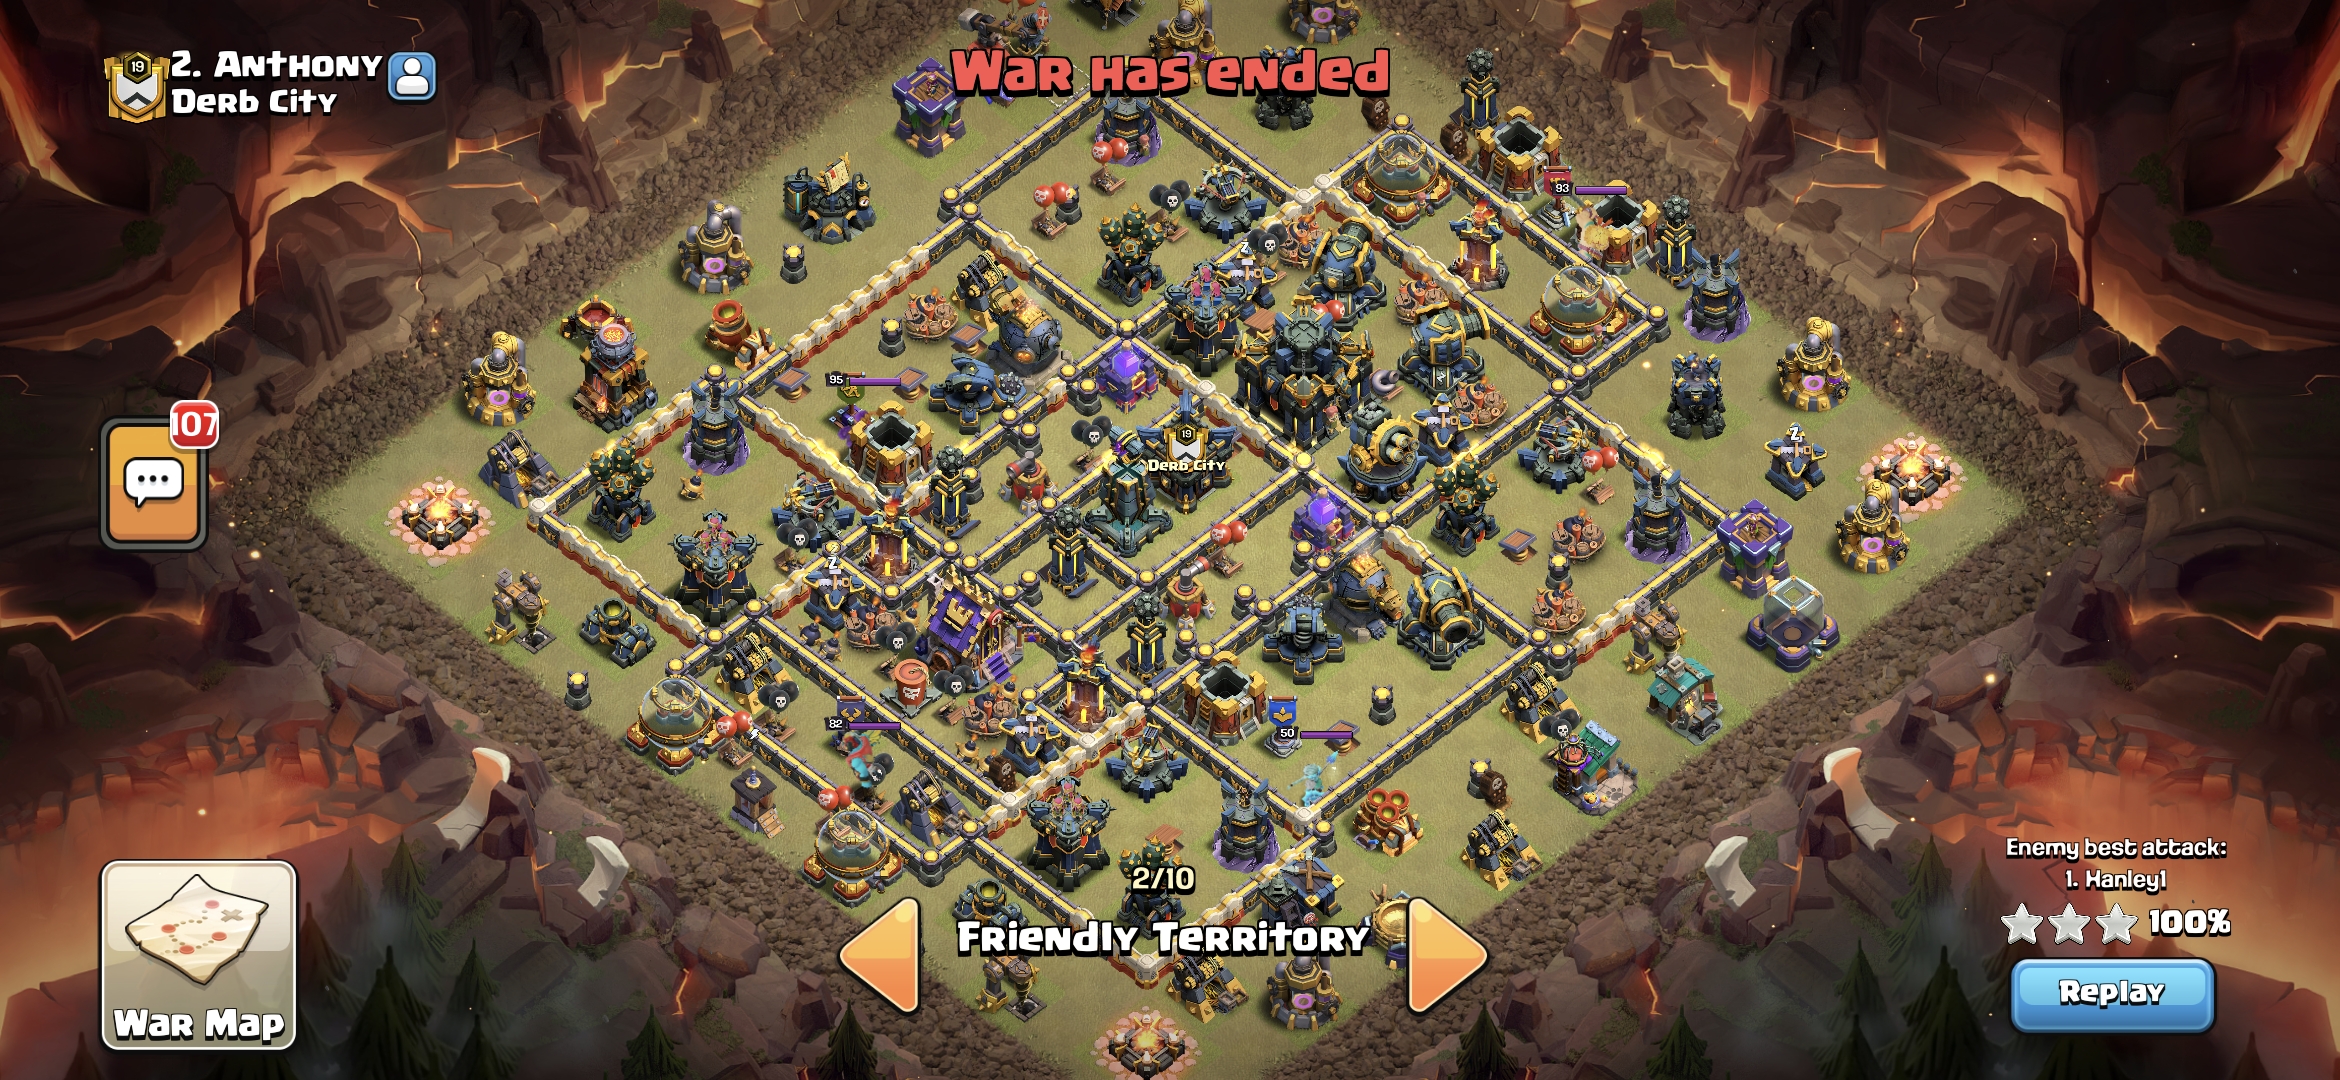 19
2. Anthony
Derb City
War has ended
93
107
95
19
Derb City
Z
Z
Z
Z
82
50
Enemy best attack:
1. Hanley1
100%
2/10
Friendly Territory
War Map
Replay